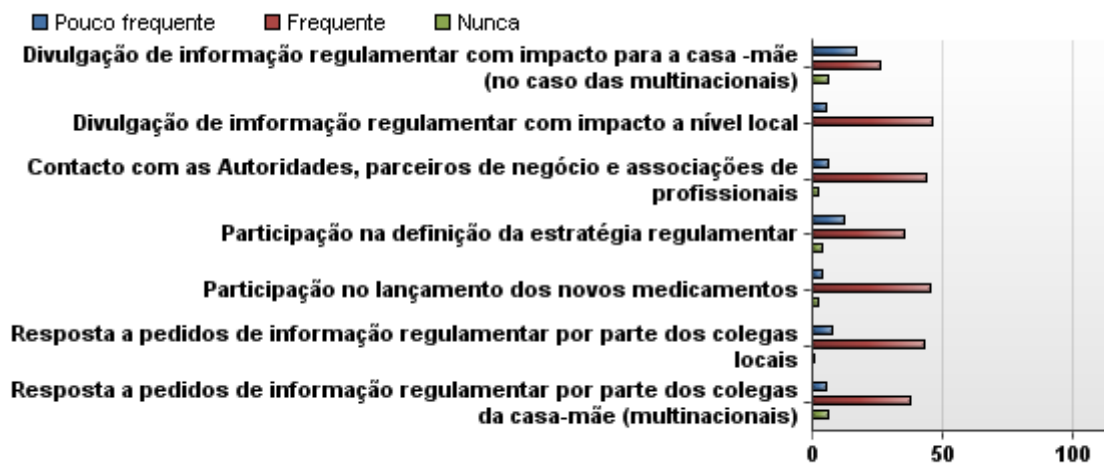 Pouco frequente Frequente Nunca
Divulgação de informação regulamentar com impacto para a casa -mãe
(no caso das multinacionais)
Divulgação de imformação regulamentar com impacto a nível local
Contacto com as Autoridades, parceiros de negócio e associações de
profissionais
Participação na definição da estratégia regulamentar
Participação no lançamento dos novos medicamentos
Resposta a pedidos de informação regulamentar por parte dos colegas
locais
Resposta a pedidos de informação regulamentar por parte dos colegas
da casa-mãe (multinacionais)
0 50 100